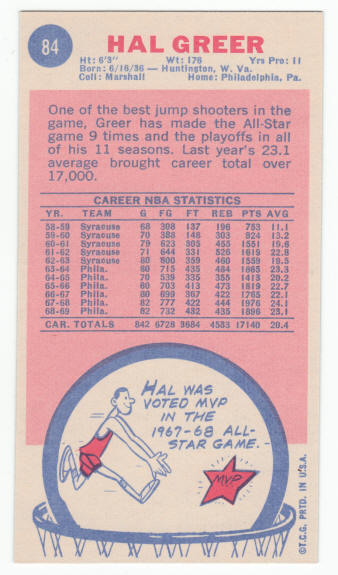 84
HAL GREER
Ht: 6'3" Wt: 176 Yrs Pro: 11
Born: 6/16/36 — Huntington, W. Va.
Coll: Marshall Home: Philadelphia, Pa.
One of the best jump shooters in the
game, Greer has made the All-Star
game 9 times and the playoffs in all
of his 11 seasons. Last year's 23.1
average brought career total over
17,000.
CAREER NBA STATISTICS
YR. TEAM G FG FT REB PTS AVG
58-59 Syracuse 68 308 137 196 753 11.1
59-60 Syracuse 70 388 148 303 924 13.2
60-61 Syracuse 79 623 305 455 1551 19.6
61-62 Syracuse 71 644 331 526 1619 22.8
62-63 Syracuse 80 600 359 460 1559 19.5
63-64 Phila. 80 715 435 484 1865 23.3
64-65 Phila. 70 539 335 355 1413 20.2
65-66 Phila. 80 703 413 473 1819 22.7
66-67 Phila. 80 699 367 422 1765 22.1
67-68 Phila. 82 777 422 444 1976 24.1
68-69 Phila. 82 732 432 435 1896 23.1
CAR. TOTALS 842 6728 3684 4533 17140 20.4
HAL WAS
VOTED MVP
IN THE
1967-68 ALL-
STAR GAME.
MVP
©T.C.G. PRTD. IN U.S.A.